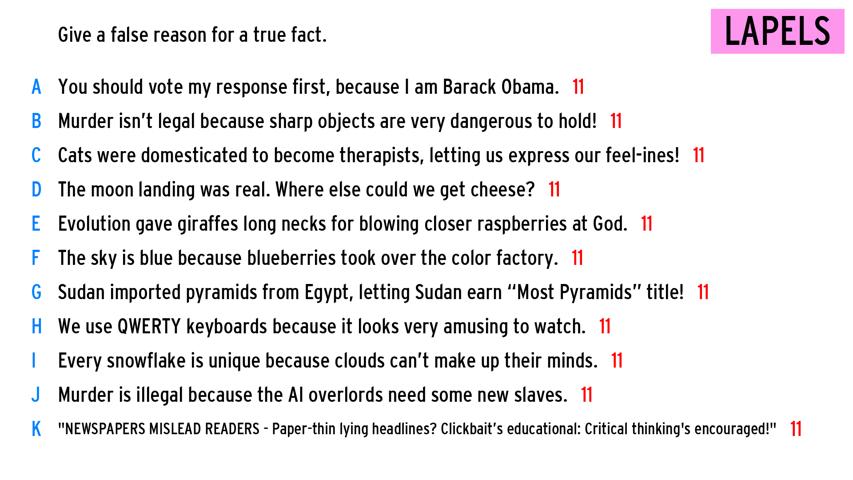 Give a false reason for a true fact.
LAPELS
A You should vote my response first, because I am Barack Obama. 11
B Murder isn't legal because sharp objects are very dangerous to hold! 11
C Cats were domesticated to become therapists, letting us express our feel-ines! 11
D The moon landing was real. Where else could we get cheese? 11
E Evolution gave giraffes long necks for blowing closer raspberries at God. 11
F The sky is blue because blueberries took over the color factory. 11
G Sudan imported pyramids from Egypt, letting Sudan earn “Most Pyramids” title! 11
H We use QWERTY keyboards because it looks very amusing to watch. 11
I Every snowflake is unique because clouds can't make up their minds. 11
J Murder is illegal because the AI overlords need some new slaves. 11
K "NEWSPAPERS MISLEAD READERS - Paper-thin lying headlines? Clickbait's educational: Critical thinking's encouraged!" 11